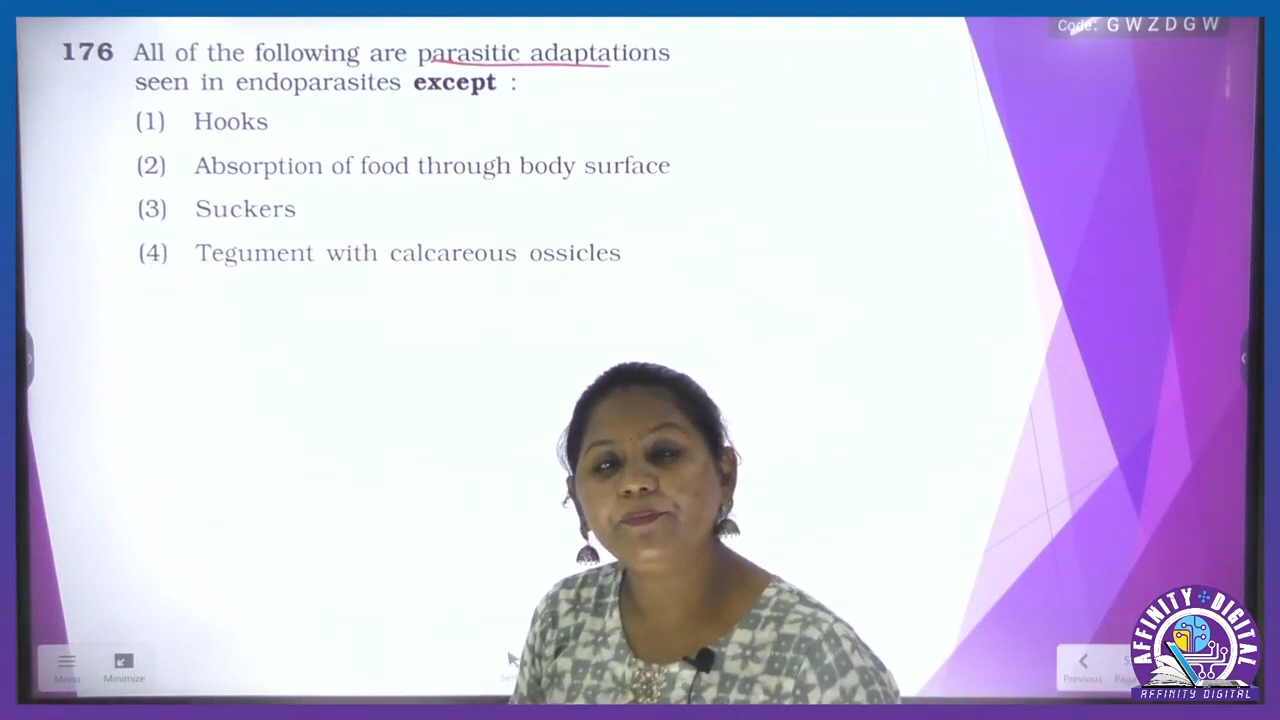 Code: G W Z D G W
176 All of the following are parasitic adaptations
seen in endoparasites except :
(1) Hooks
(2) Absorption of food through body surface
(3) Suckers
(4) Tegument with calcareous ossicles
Menu
Minimize
Previous
AFFINITY DIGITAL
AFFINITY DIGITAL